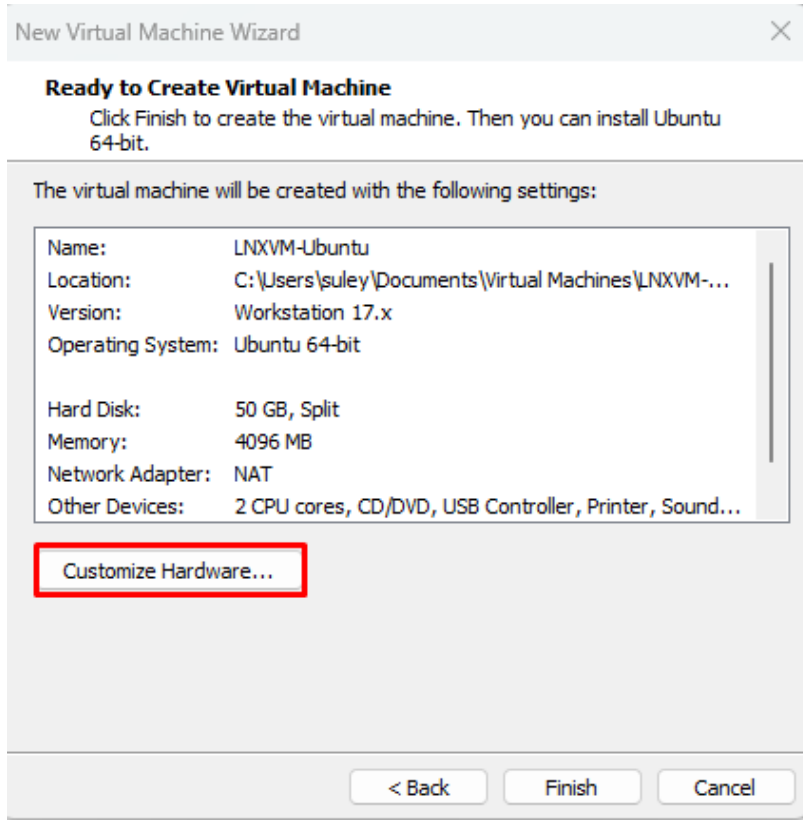 New Virtual Machine Wizard
Ready to Create Virtual Machine
Click Finish to create the virtual machine. Then you can install Ubuntu
64-bit.
The virtual machine will be created with the following settings:
Name: LNXVM-Ubuntu
Location: C:\Users\suley\Documents\Virtual Machines\LNXVM-...
Version: Workstation 17.x
Operating System: Ubuntu 64-bit
Hard Disk: 50 GB, Split
Memory: 4096 MB
Network Adapter: NAT
Other Devices: 2 CPU cores, CD/DVD, USB Controller, Printer, Sound...
Customize Hardware...
< Back Finish Cancel